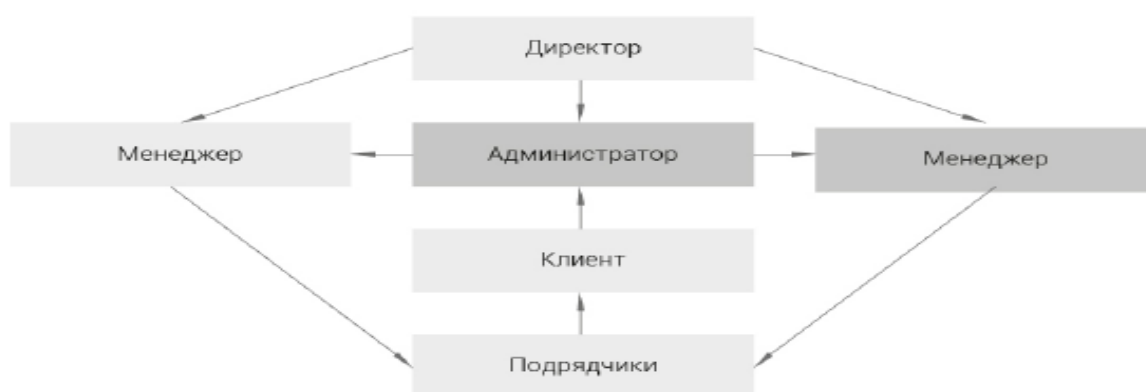 Директор
Менеджер
Администратор
Менеджер
Клиент
Подрядчики